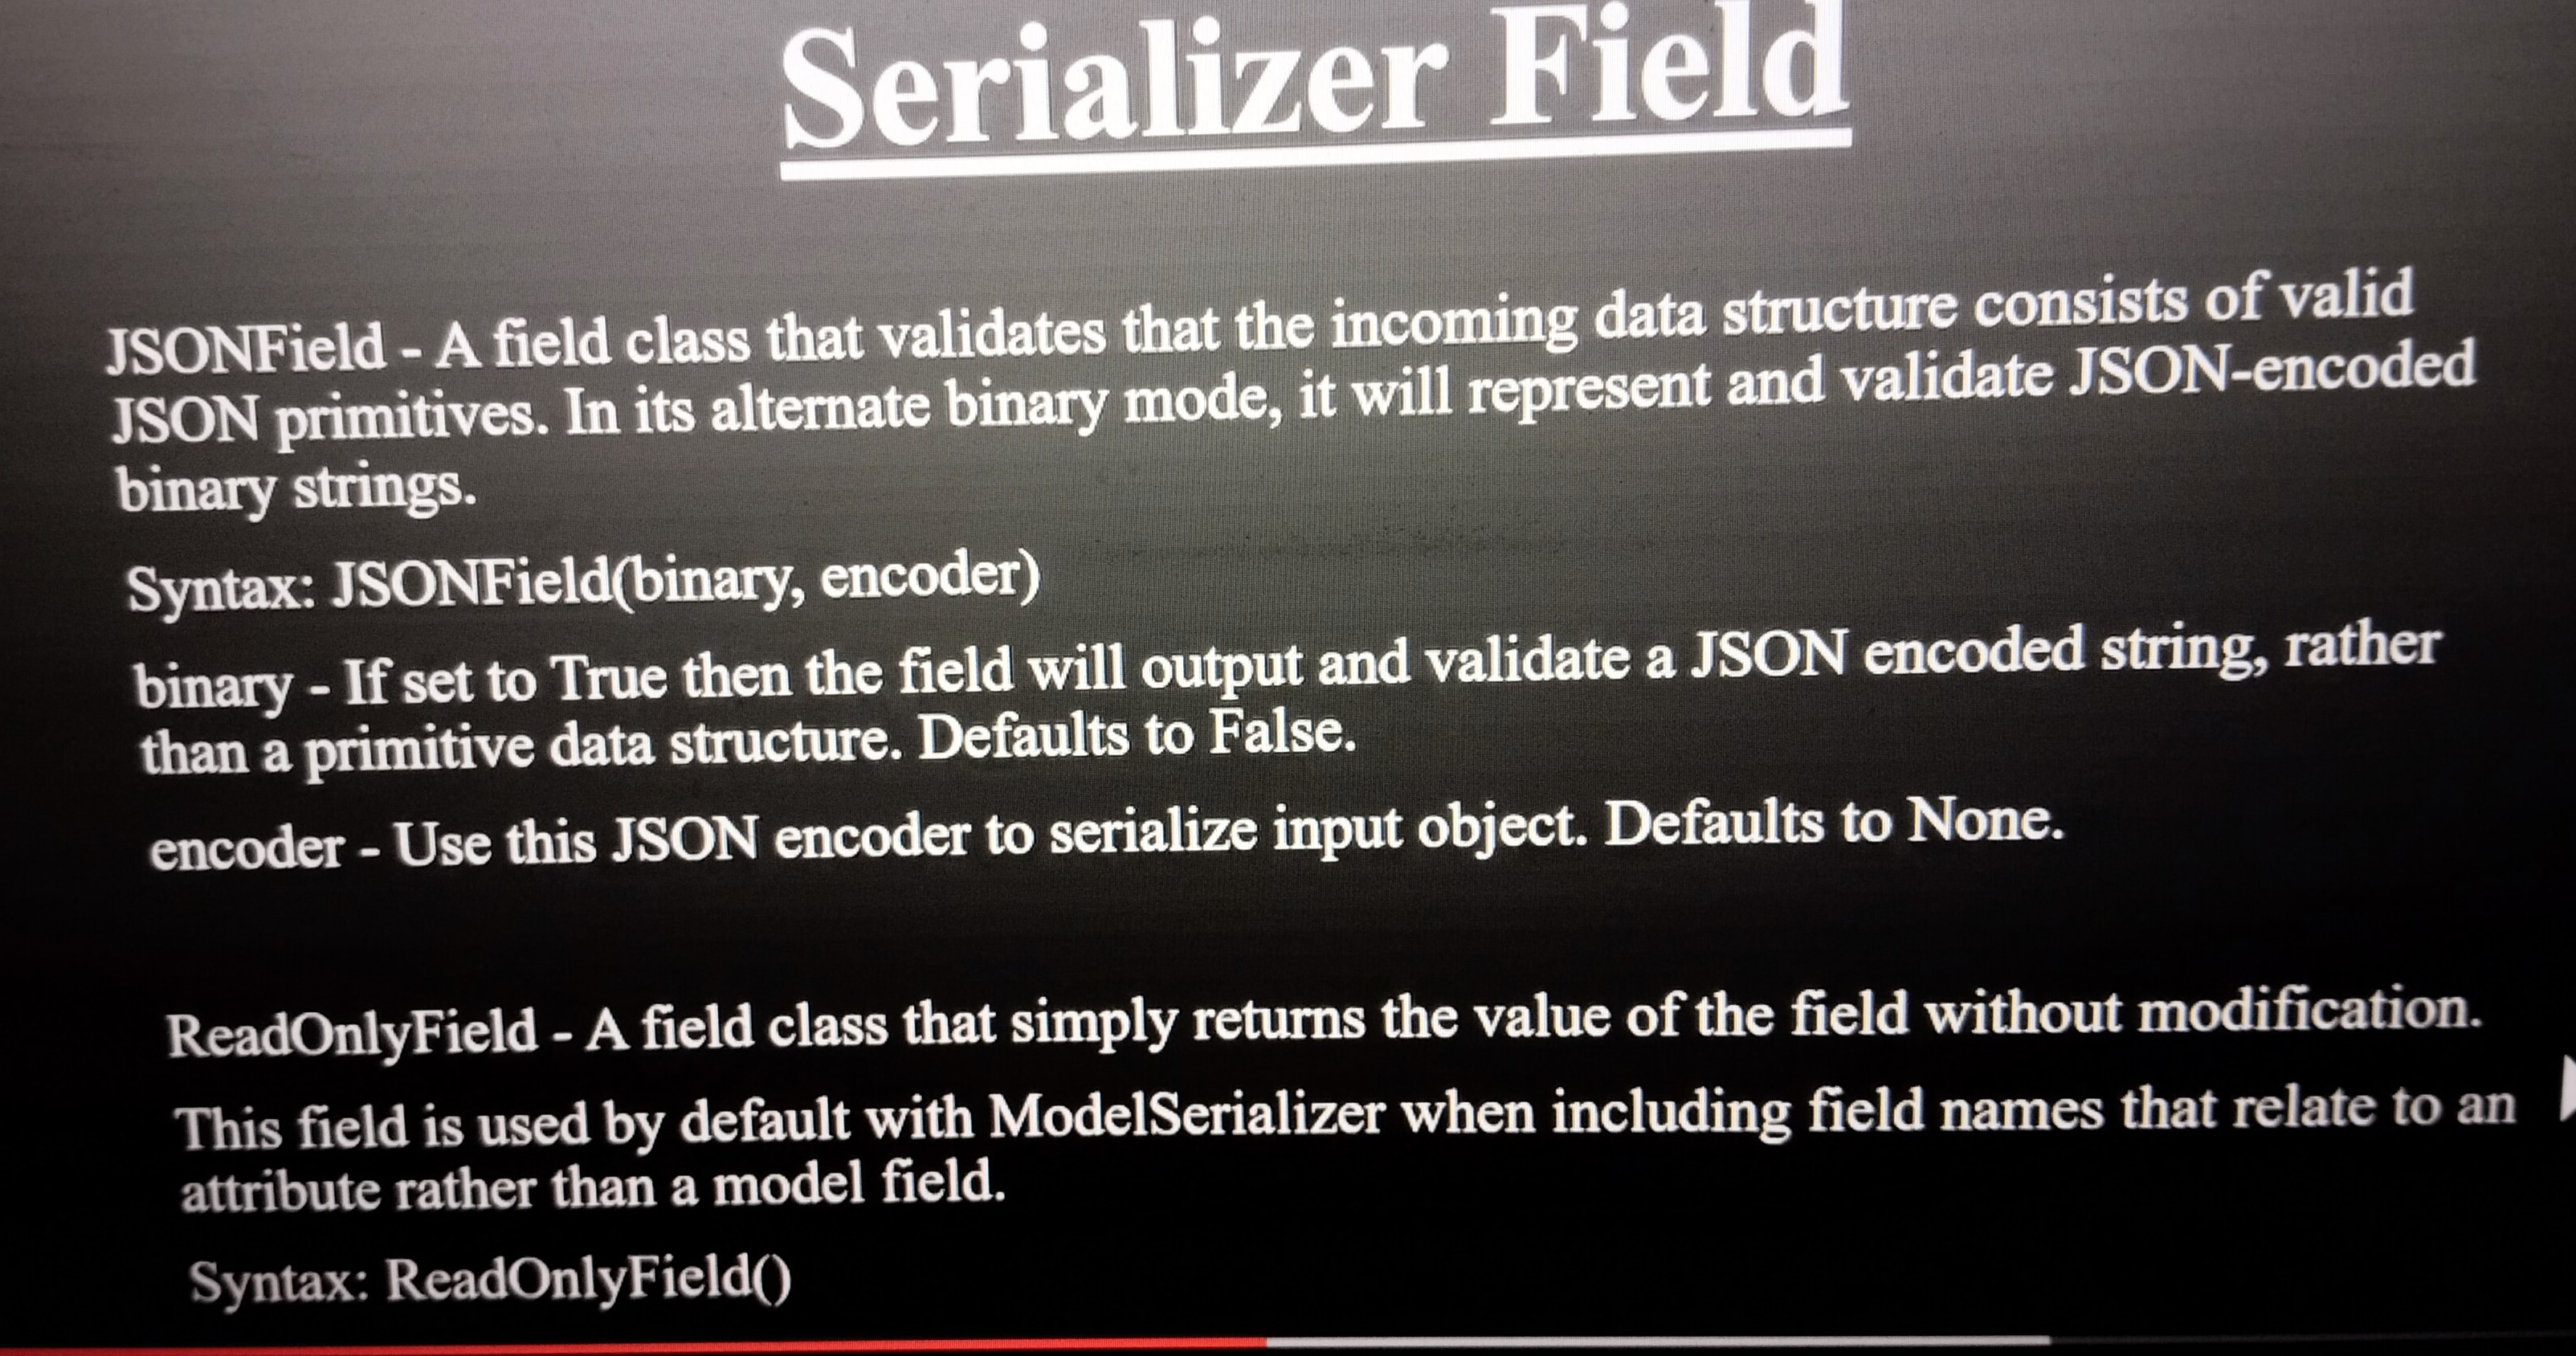 Serializer Field
JSONField - A field class that validates that the incoming data structure consists of valid
JSON primitives. In its alternate binary mode, it will represent and validate JSON-encoded
binary strings.
Syntax: JSONField(binary, encoder)
binary - If set to True then the field will output and validate a JSON encoded string, rather
than a primitive data structure. Defaults to False.
encoder - Use this JSON encoder to serialize input object. Defaults to None.
ReadOnlyField - A field class that simply returns the value of the field without modification.
This field is used by default with ModelSerializer when including field names that relate to an
attribute rather than a model field.
Syntax: ReadOnlyField()